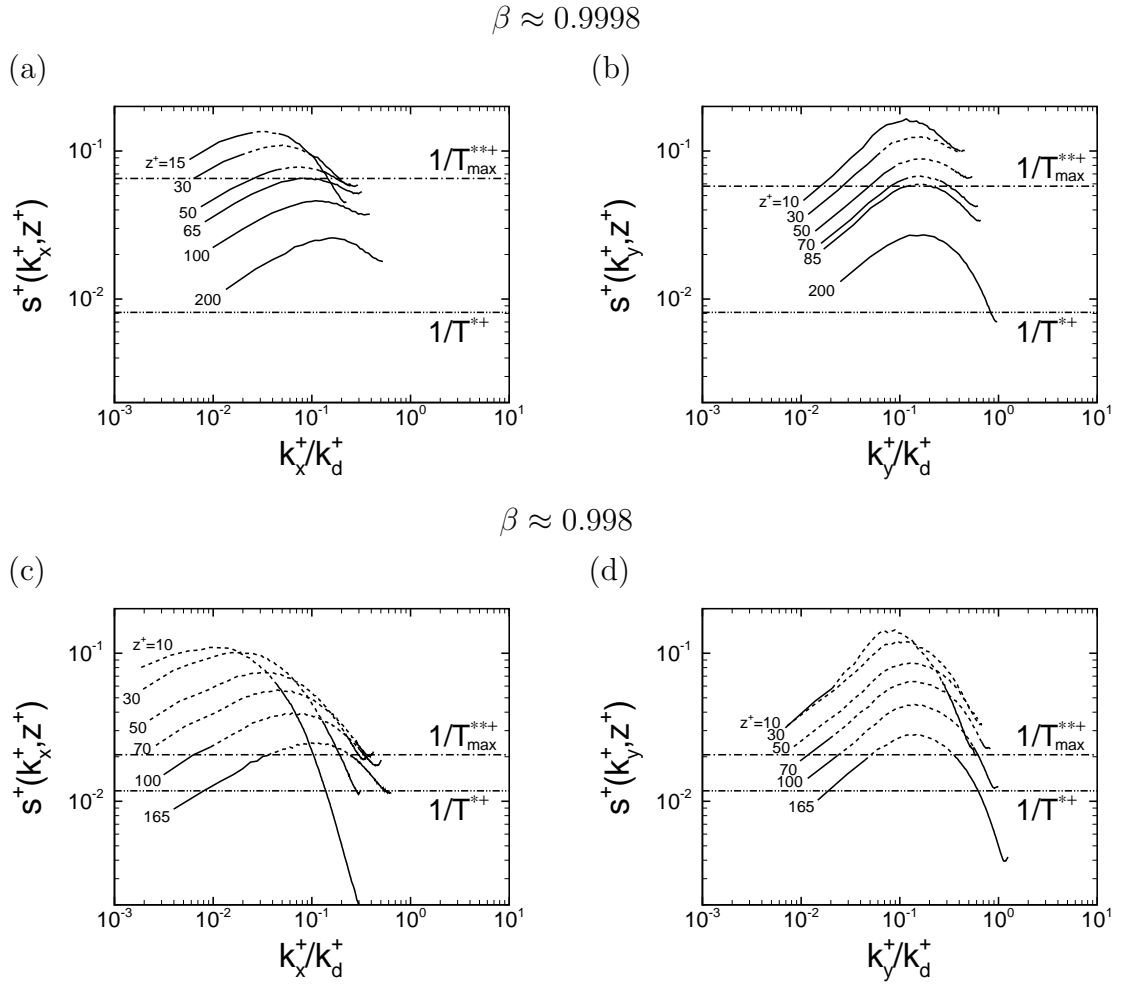 β ≈ 0.9998
(a)
10⁻¹
10⁻²
s⁺(kₓ⁺,z⁺)
z⁺=15
30
50
65
100
200
1/T**⁺max
1/T*⁺
10⁻³ 10⁻² 10⁻¹ 10⁰ 10¹
kₓ⁺/k_d⁺
(b)
10⁻¹
10⁻²
s⁺(k_y⁺,z⁺)
z⁺=10
30
50
70
85
200
1/T**⁺max
1/T*⁺
10⁻³ 10⁻² 10⁻¹ 10⁰ 10¹
k_y⁺/k_d⁺
β ≈ 0.998
(c)
10⁻¹
10⁻²
s⁺(kₓ⁺,z⁺)
z⁺=10
30
50
70
100
165
1/T**⁺max
1/T*⁺
10⁻³ 10⁻² 10⁻¹ 10⁰ 10¹
kₓ⁺/k_d⁺
(d)
10⁻¹
10⁻²
s⁺(k_y⁺,z⁺)
z⁺=10
30
50
70
100
165
1/T**⁺max
1/T*⁺
10⁻³ 10⁻² 10⁻¹ 10⁰ 10¹
k_y⁺/k_d⁺